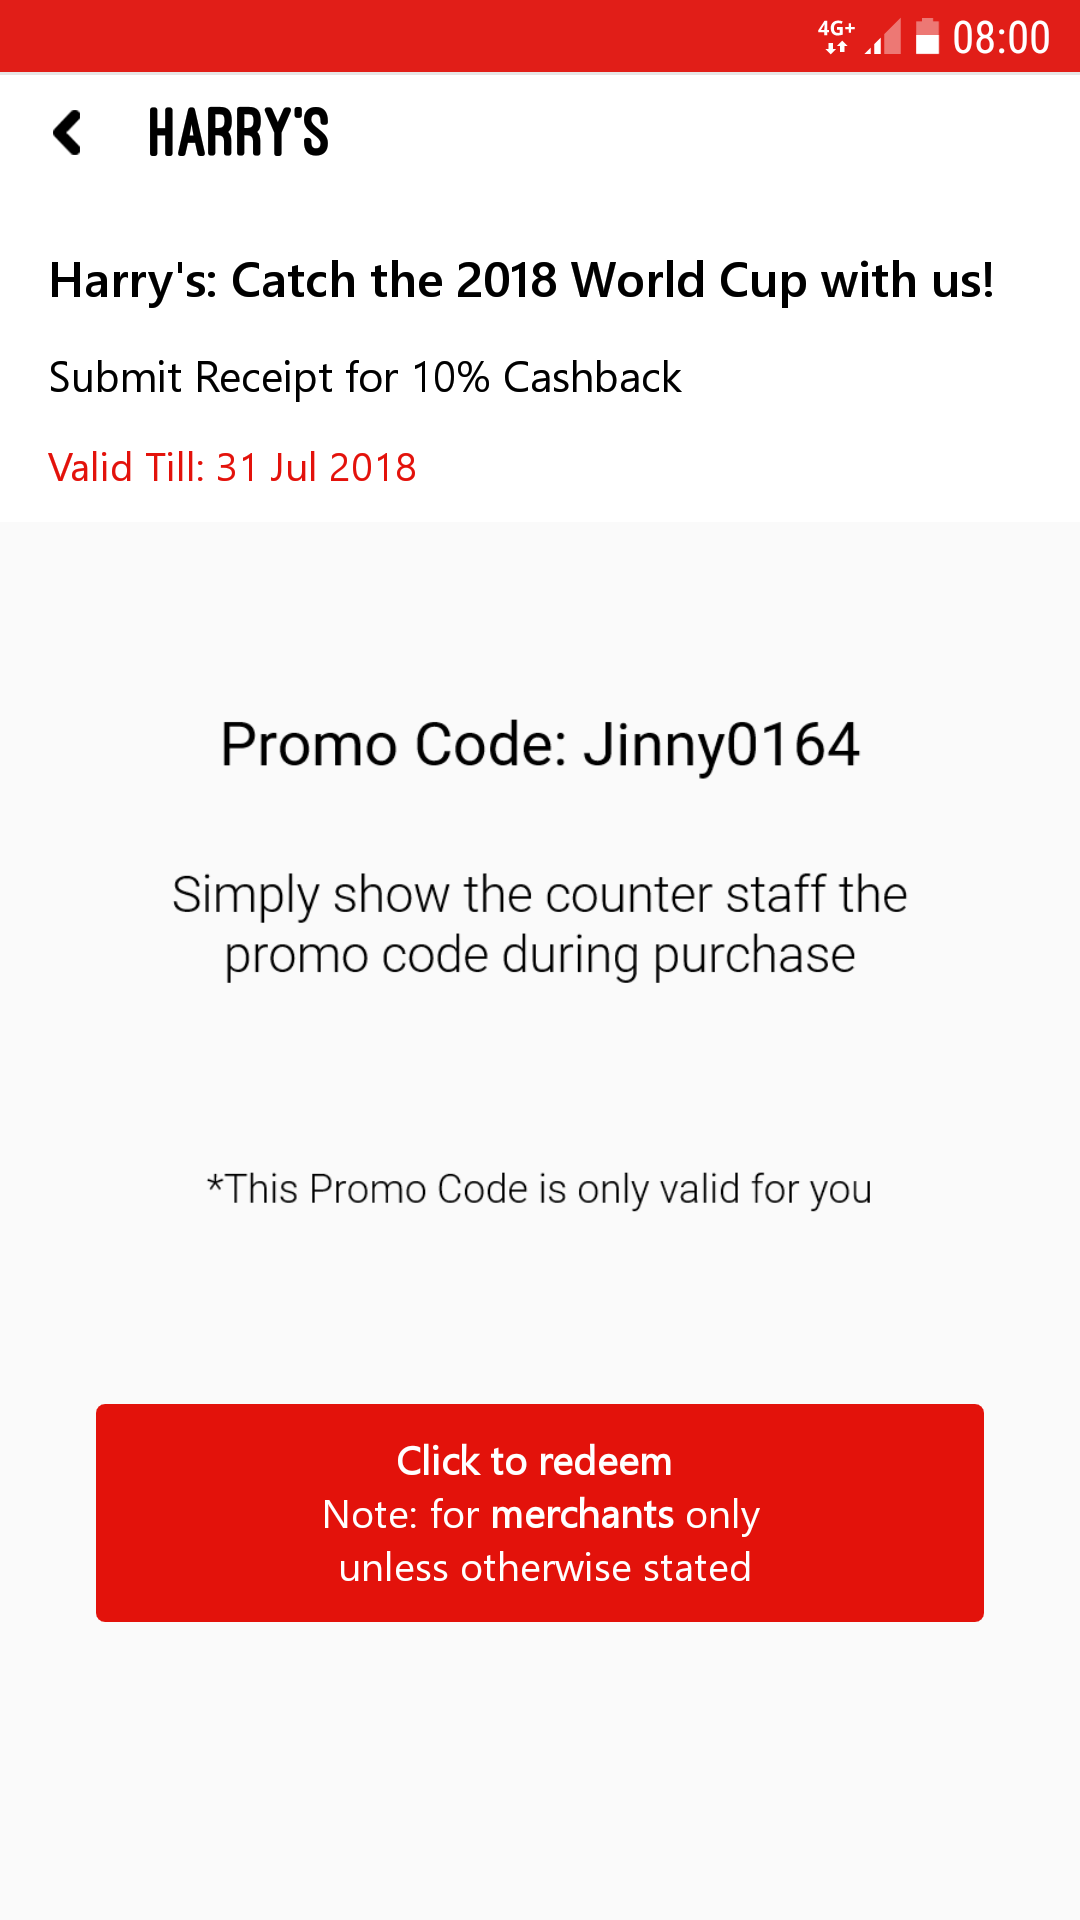 4G+ 08:00
HARRY'S
Harry's: Catch the 2018 World Cup with us!
Submit Receipt for 10% Cashback
Valid Till: 31 Jul 2018
Promo Code: Jinny0164
Simply show the counter staff the
promo code during purchase
*This Promo Code is only valid for you
Click to redeem
Note: for merchants only
unless otherwise stated